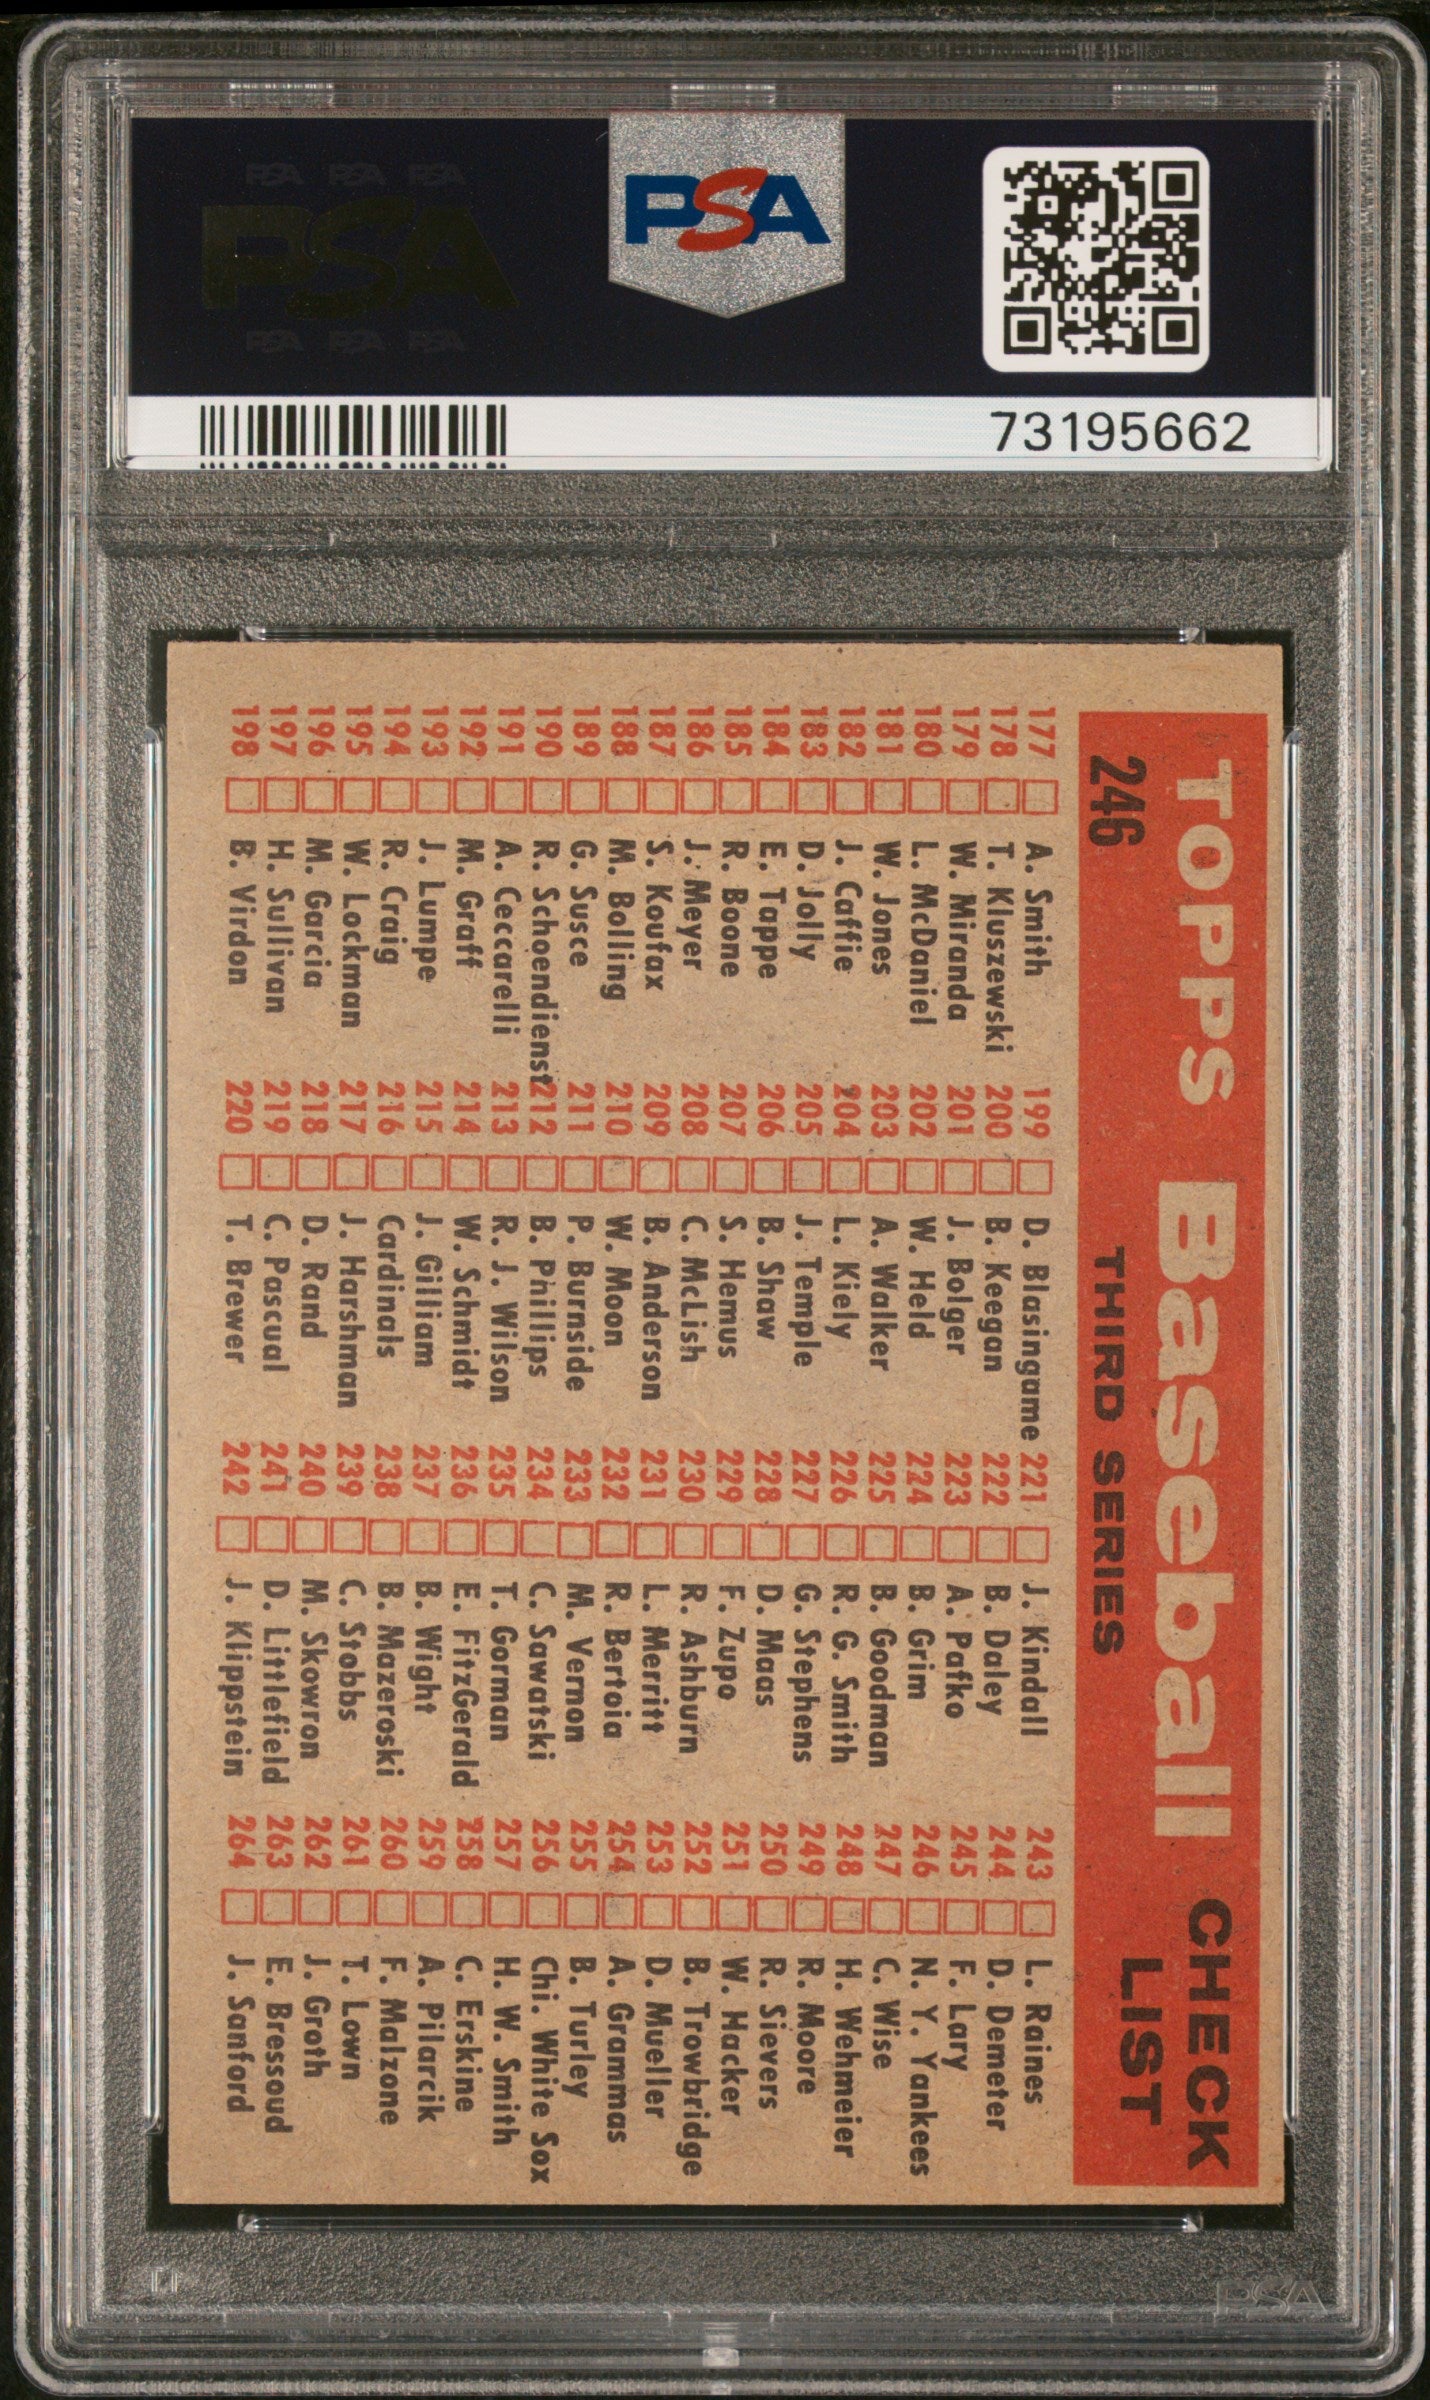 PSA PSA PSA
PSA
PSA PSA PSA
PSA
73195662
TOPPS Baseball CHECK LIST
246 THIRD SERIES
177 A. Smith
178 T. Kluszewski
179 W. Miranda
180 L. McDaniel
181 W. Jones
182 J. Caffie
183 D. Jolly
184 E. Tappe
185 R. Boone
186 J. Meyer
187 S. Koufax
188 M. Bolling
189 G. Susce
190 R. Schoendienst
191 A. Ceccarelli
192 M. Graff
193 J. Lumpe
194 R. Craig
195 W. Lockman
196 M. Garcia
197 H. Sullivan
198 B. Virdon
199 D. Blasingame
200 B. Keegan
201 J. Bolger
202 W. Held
203 A. Walker
204 L. Kiely
205 J. Temple
206 B. Shaw
207 S. Hemus
208 C. McLish
209 B. Anderson
210 W. Moon
211 P. Burnside
212 B. Phillips
213 R. J. Wilson
214 W. Schmidt
215 J. Gilliam
216 Cardinals
217 J. Harshman
218 D. Rand
219 C. Pascual
220 T. Brewer
221 J. Kindall
222 B. Daley
223 A. Pafko
224 B. Grim
225 B. Goodman
226 R. G. Smith
227 G. Stephens
228 D. Maas
229 F. Zupo
230 R. Ashburn
231 L. Merritt
232 R. Bertoia
233 M. Vernon
234 C. Sawatski
235 T. Gorman
236 E. FitzGerald
237 B. Wight
238 B. Mazeroski
239 C. Stobbs
240 M. Skowron
241 D. Littlefield
242 J. Klippstein
243 L. Raines
244 D. Demeter
245 F. Lary
246 N. Y. Yankees
247 C. Wise
248 H. Wehmeier
249 R. Moore
250 R. Sievers
251 W. Hacker
252 B. Trowbridge
253 D. Mueller
254 A. Grammas
255 B. Turley
256 Chi. White Sox
257 H. W. Smith
258 C. Erskine
259 A. Pilarcik
260 F. Malzone
261 T. Lown
262 J. Groth
263 E. Bressoud
264 J. Sanford
PSA